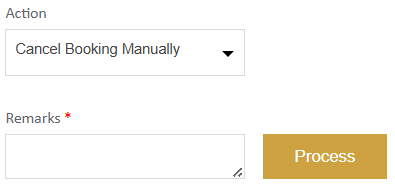 Action
Cancel Booking Manually
Remarks *
Process